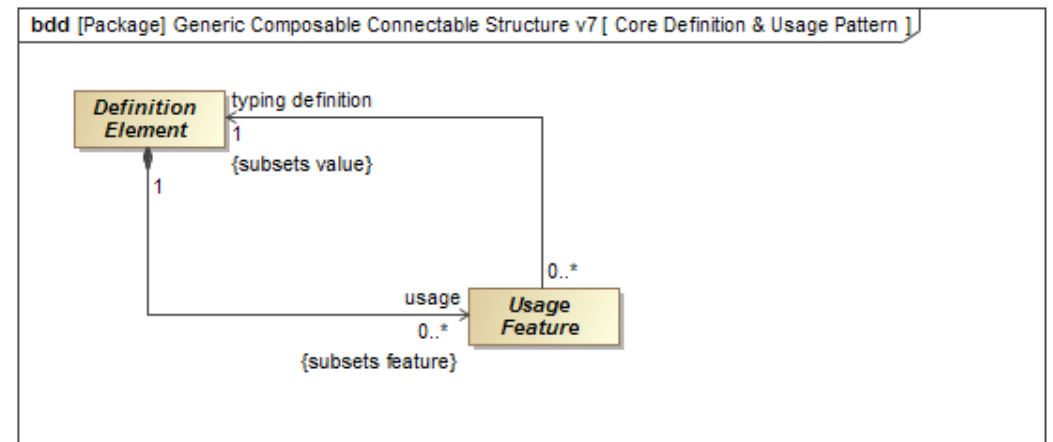 bdd [Package] Generic Composable Connectable Structure v7 [ Core Definition & Usage Pattern ]
Definition
Element
typing definition
1
{subsets value}
1
0..*
usage
0..*
{subsets feature}
Usage
Feature